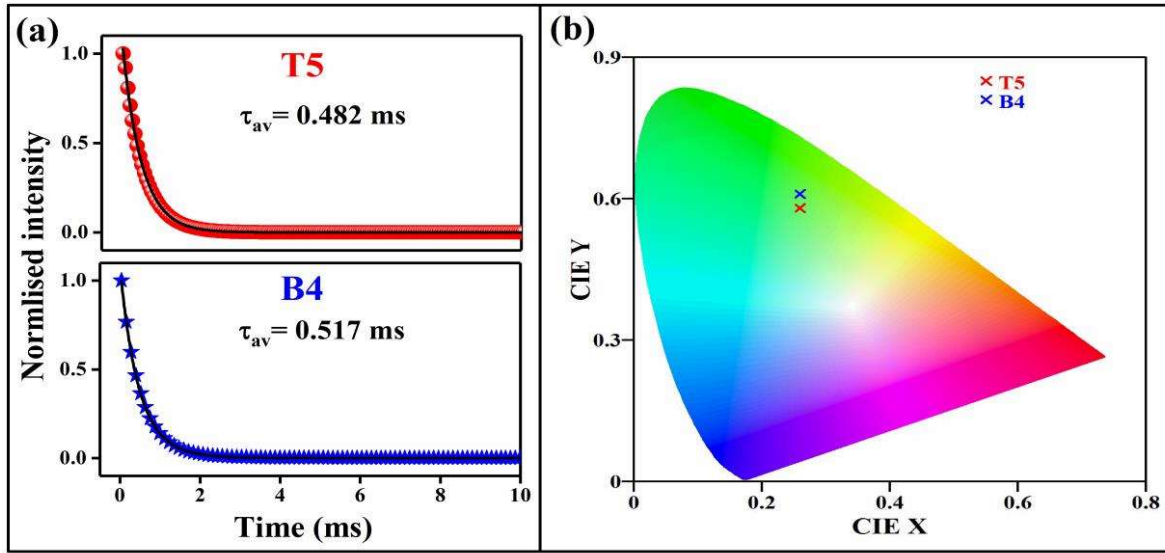 (a)
T5
τav= 0.482 ms
1.0
0.5
0.0
B4
τav= 0.517 ms
1.0
0.5
0.0
Normlised intensity
0 2 4 6 8 10
Time (ms)
(b)
0.9
0.6
0.3
0
CIE Y
T5
B4
0 0.2 0.4 0.6 0.8
CIE X